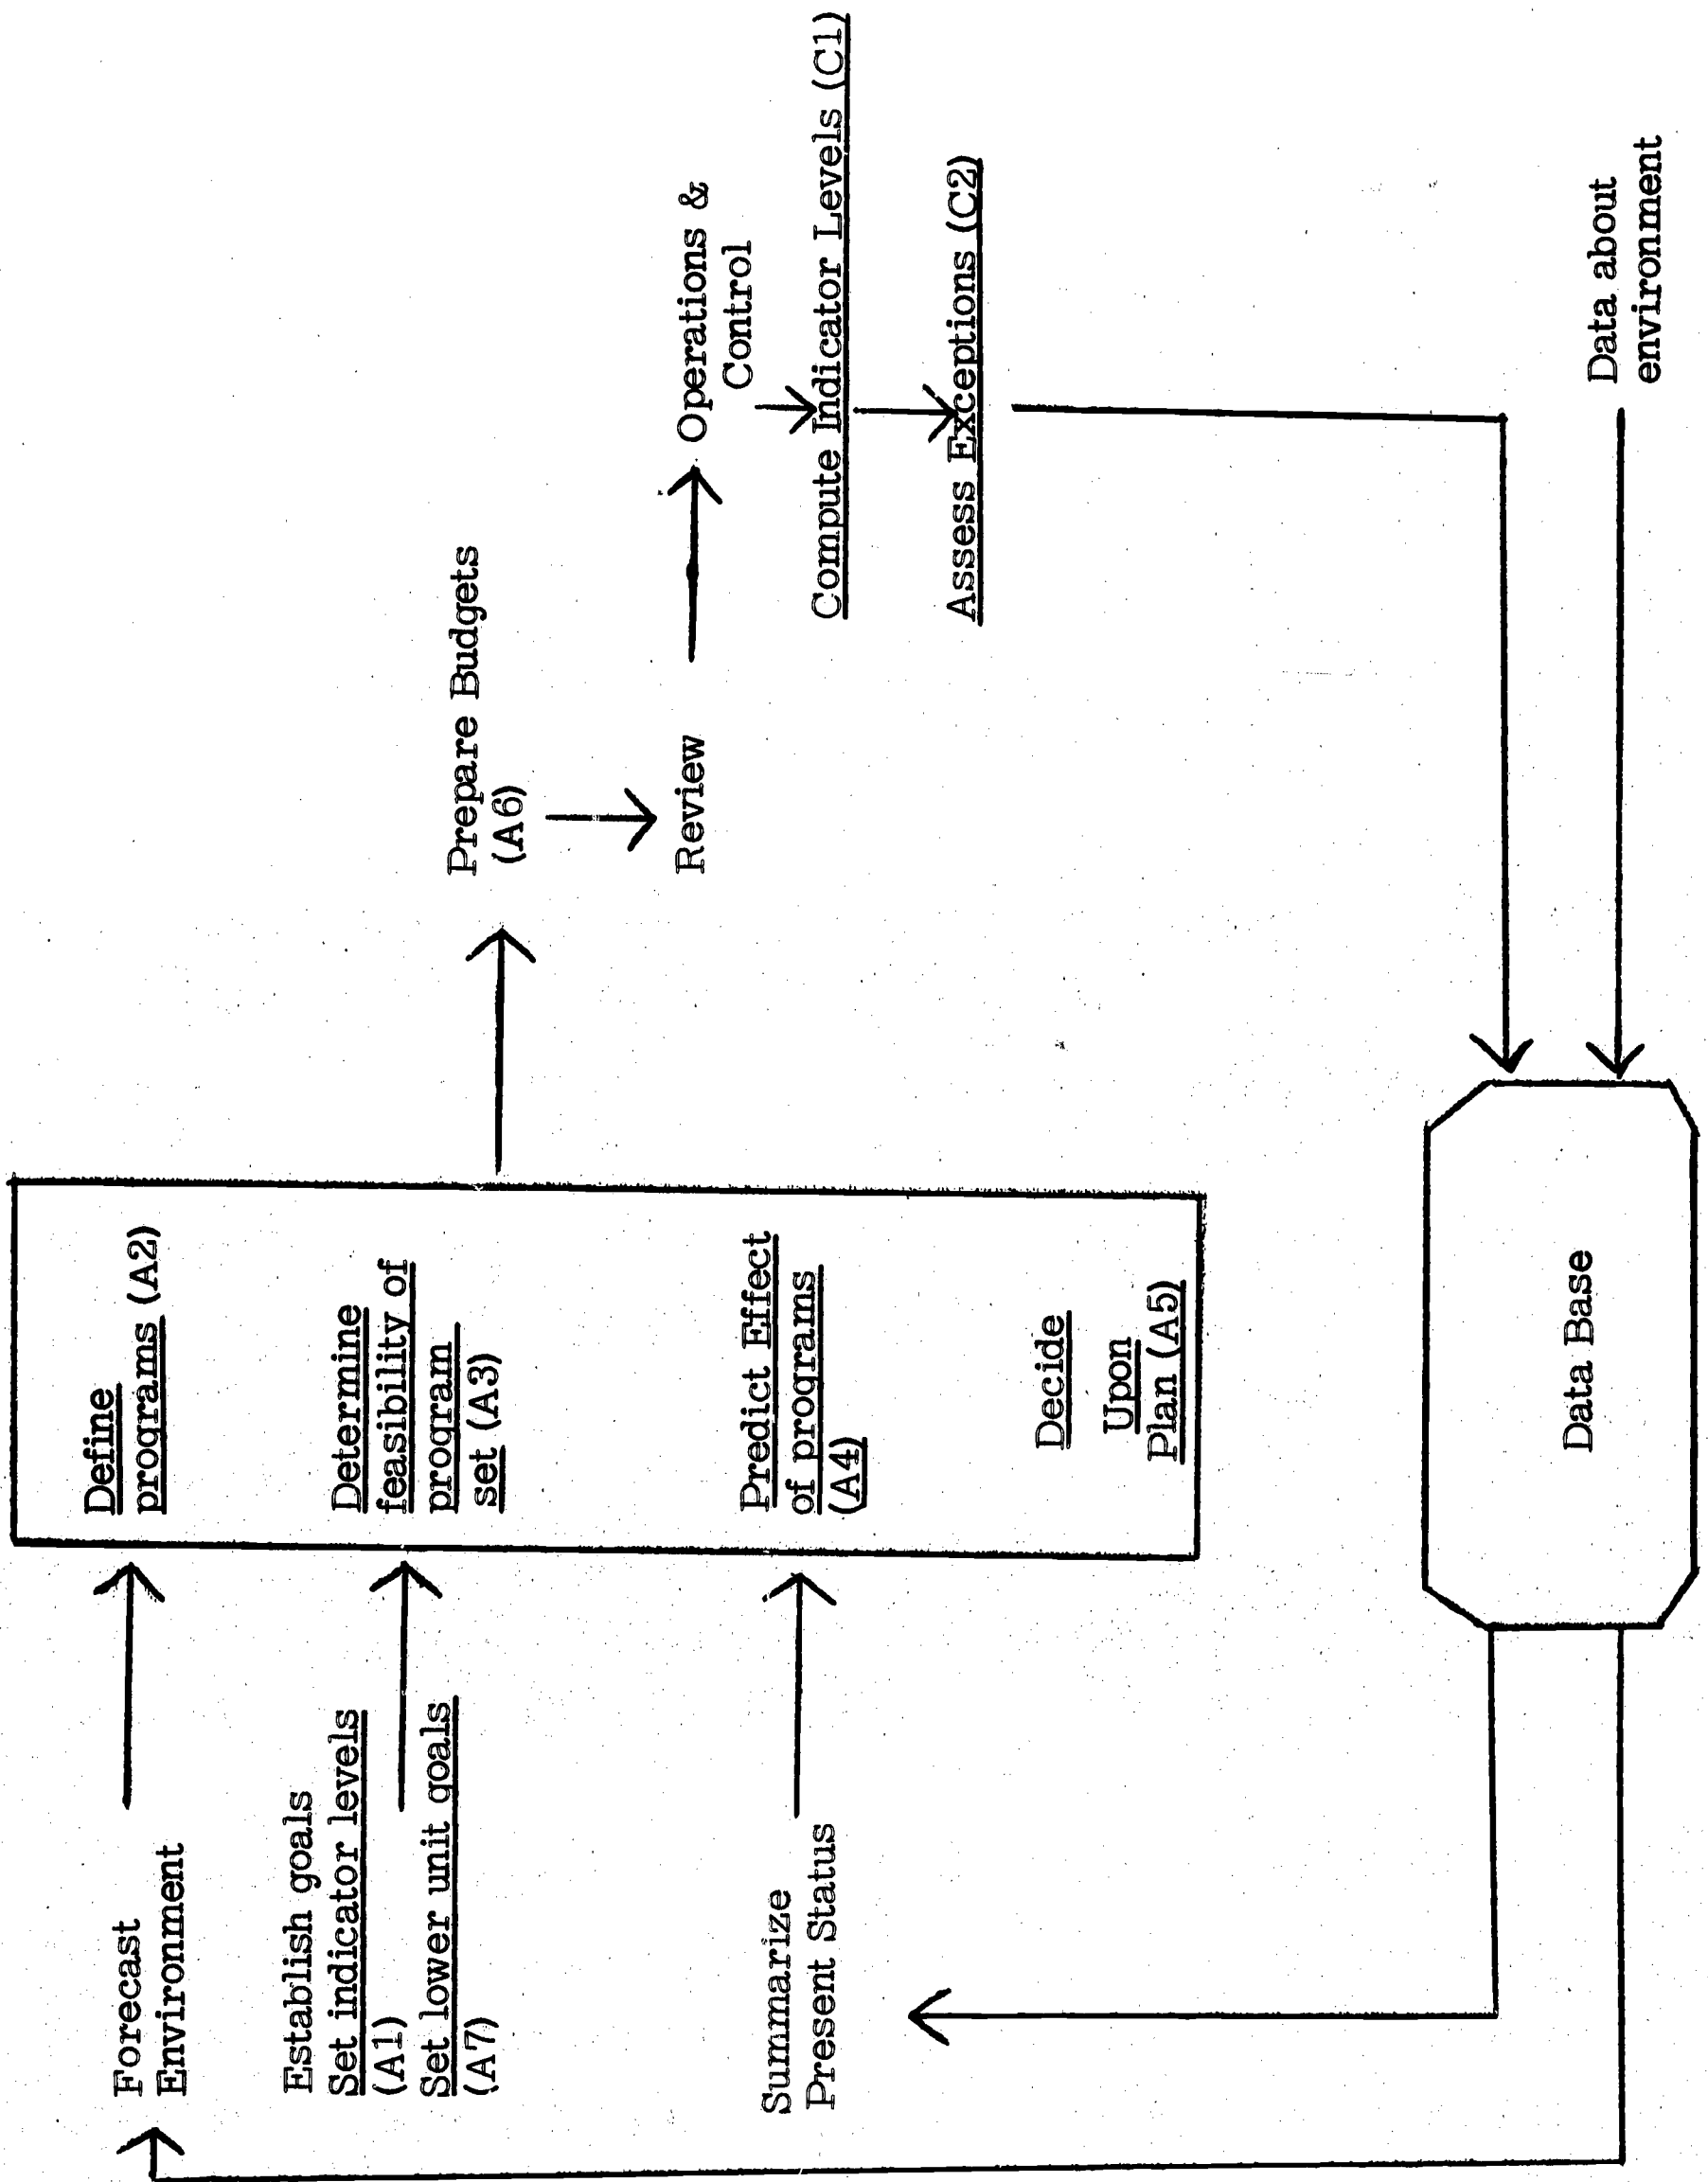 Forecast
Environment
Establish goals
Set indicator levels
(A1)
Set lower unit goals
(A7)
Summarize
Present Status
Define
programs (A2)
Determine
feasibility of
program
set (A3)
Predict Effect
of programs
(A4)
Decide
Upon
Plan (A5)
Prepare Budgets
(A6)
Review
Operations &
Control
Compute Indicator Levels (C1)
Assess Exceptions (C2)
Data Base
Data about
environment